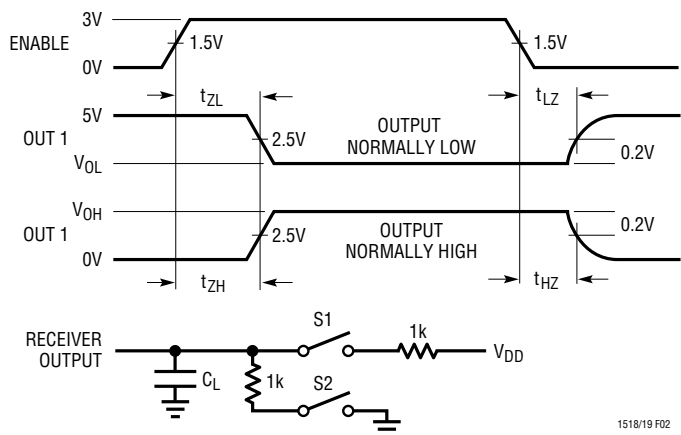 3V
ENABLE
1.5V
1.5V
0V
tZL
tLZ
5V
OUT 1
2.5V
OUTPUT
NORMALLY LOW
0.2V
VOL
VOH
OUT 1
2.5V
OUTPUT
NORMALLY HIGH
0.2V
0V
tZH
tHZ
S1
1k
RECEIVER
OUTPUT
VDD
CL
1k
S2
1518/19 F02